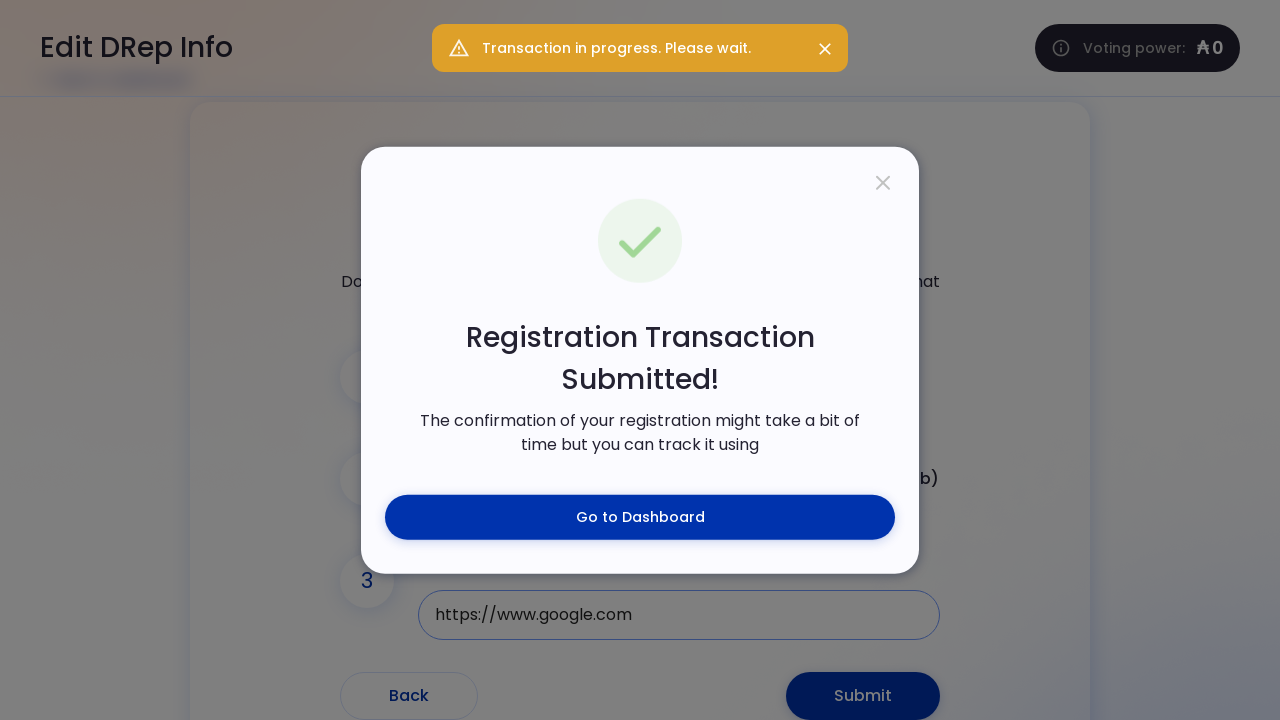 Edit DRep Info
Transaction in progress. Please wait.
Voting power: ₳ 0
Registration Transaction
Submitted!
The confirmation of your registration might take a bit of
time but you can track it using
Go to Dashboard
3
https://www.google.com
Back
Submit